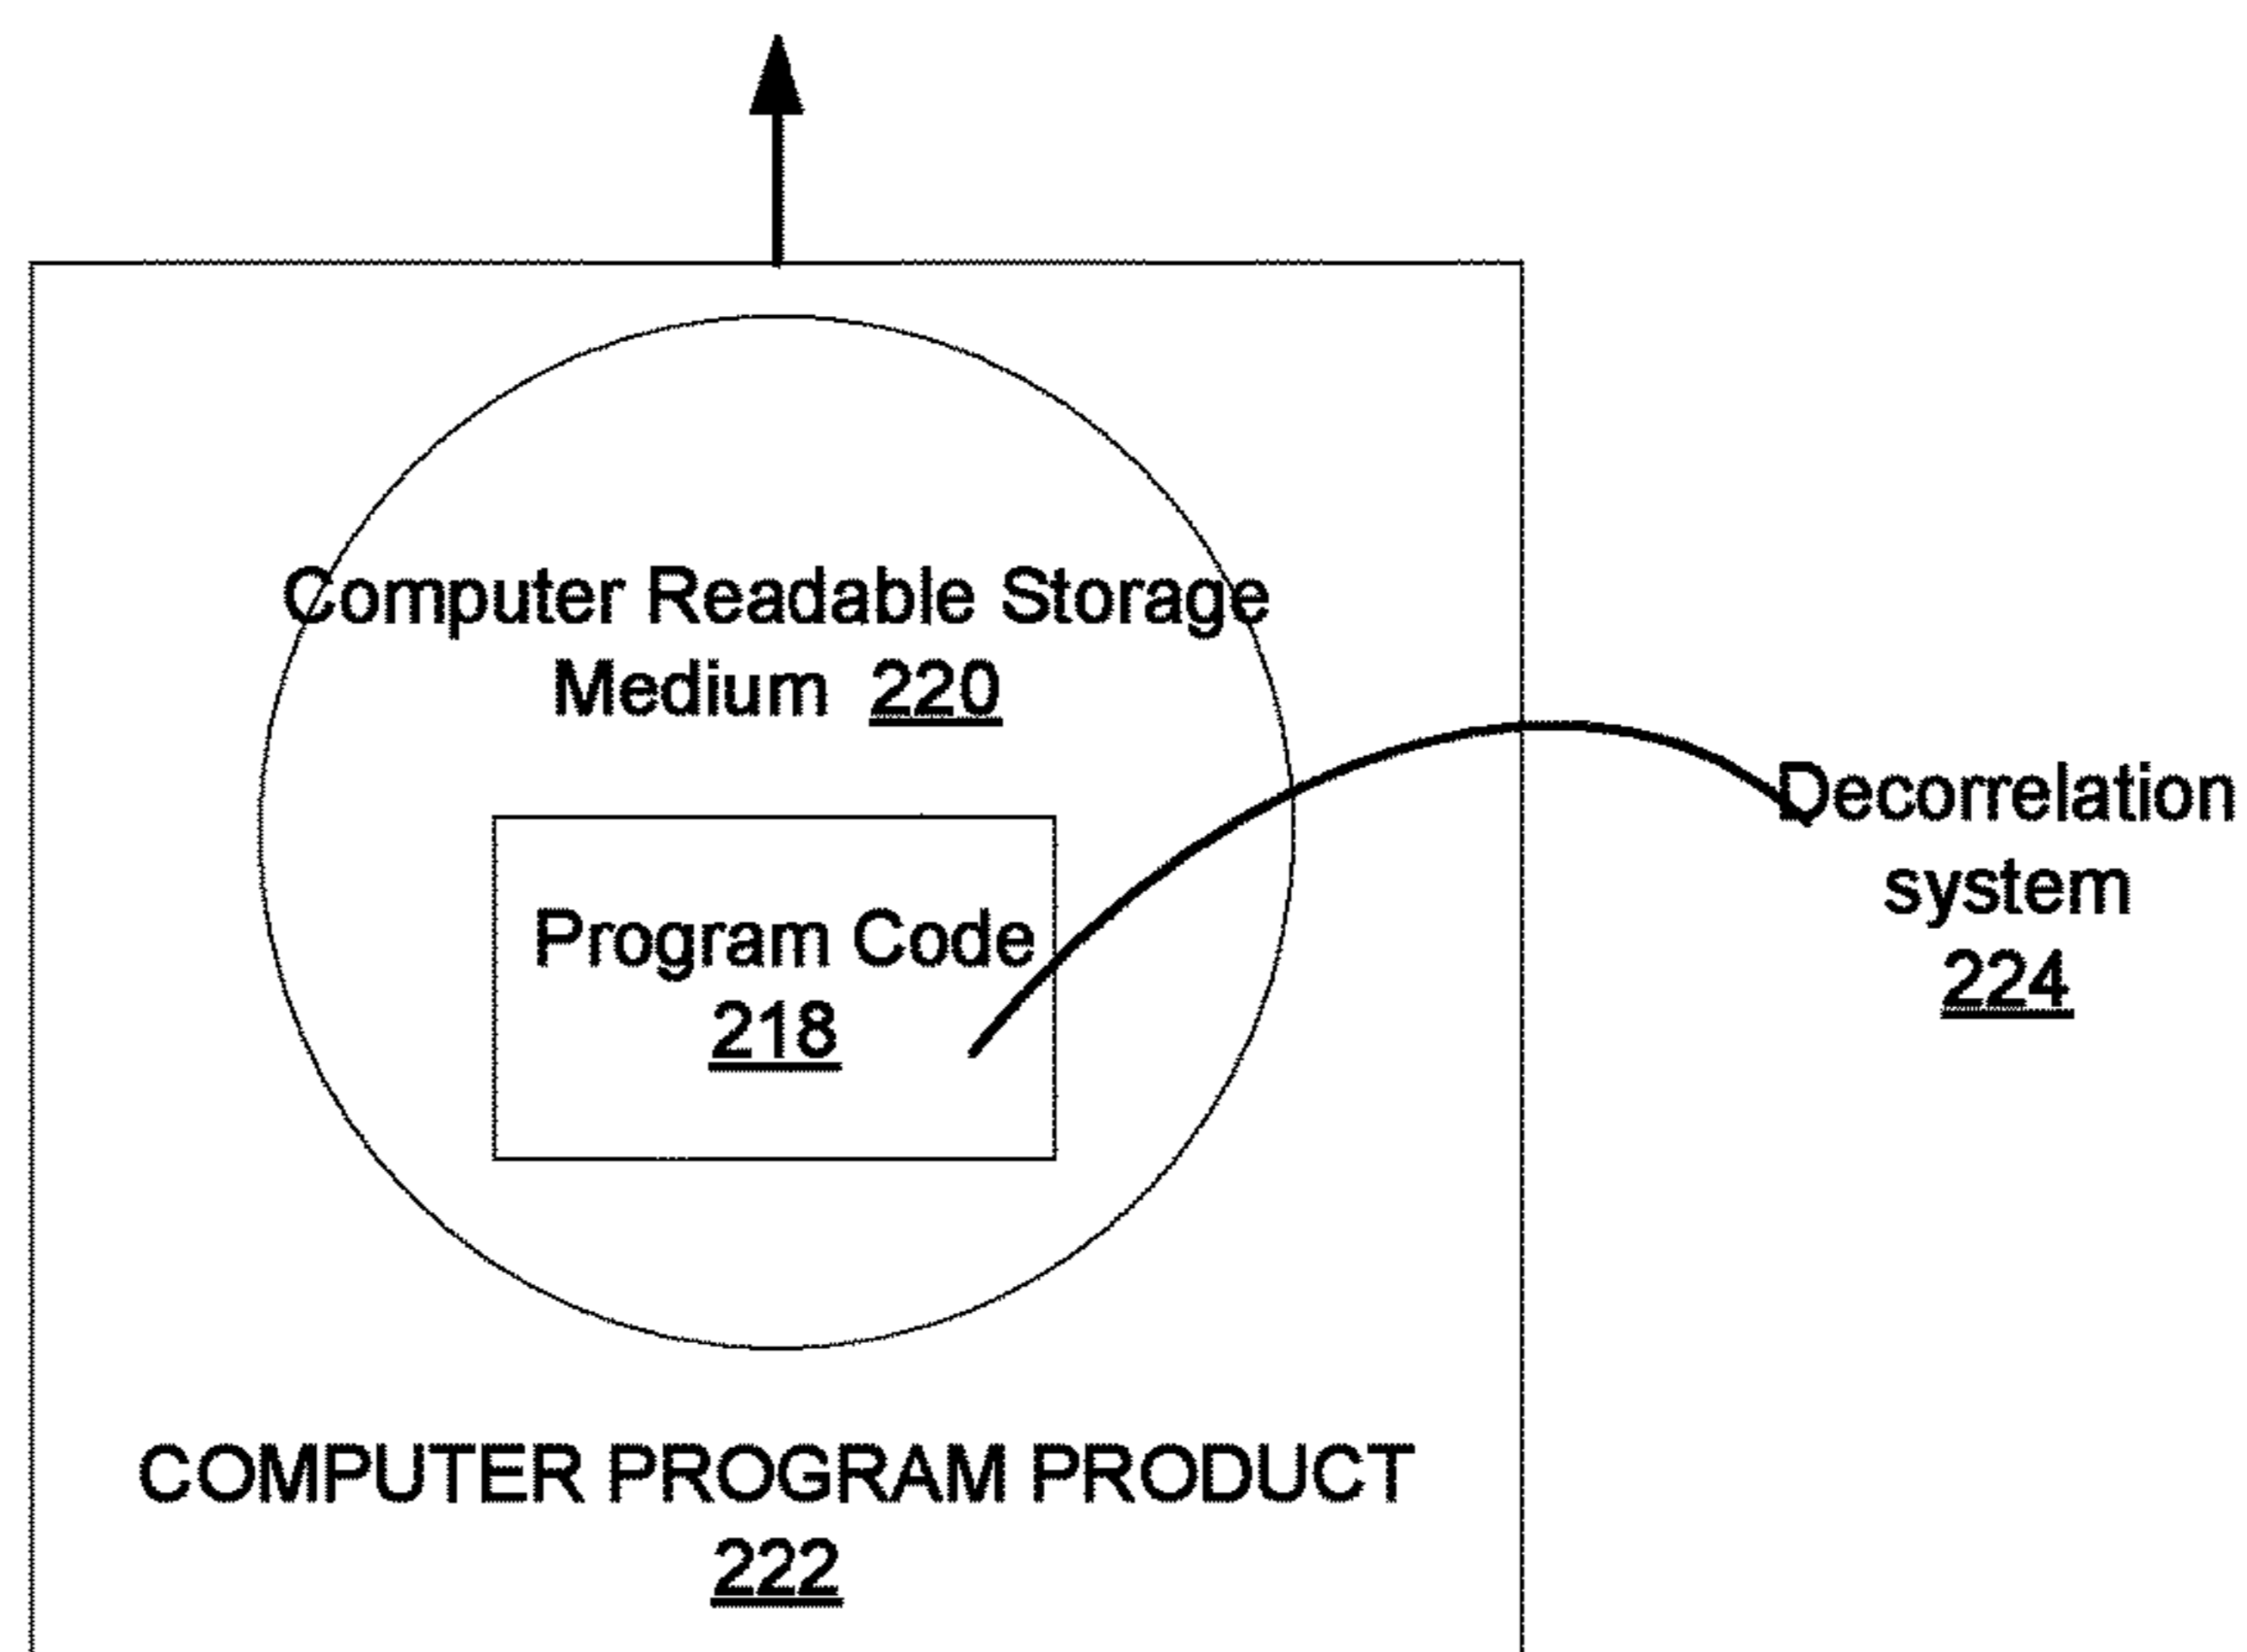 Computer Readable Storage
Medium 220
Program Code
218
Decorrelation
system
224
COMPUTER PROGRAM PRODUCT
222